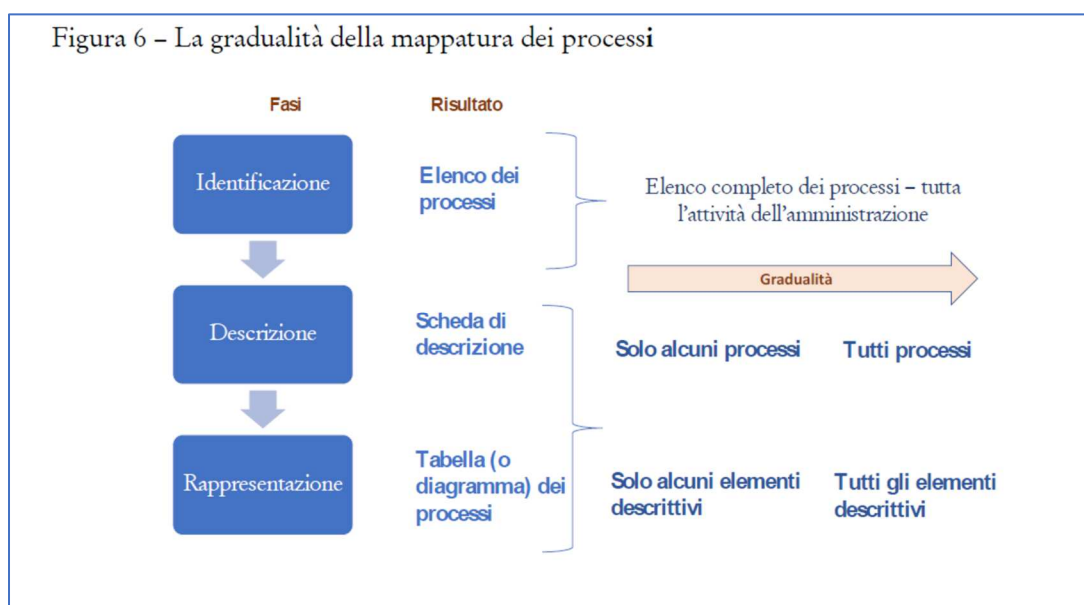 Figura 6 – La gradualità della mappatura dei processi
Fasi
Risultato
Identificazione
Elenco dei
processi
Elenco completo dei processi – tutta
l'attività dell'amministrazione
Gradualità
Descrizione
Scheda di
descrizione
Solo alcuni processi
Tutti processi
Rappresentazione
Tabella (o
diagramma) dei
processi
Solo alcuni elementi
descrittivi
Tutti gli elementi
descrittivi